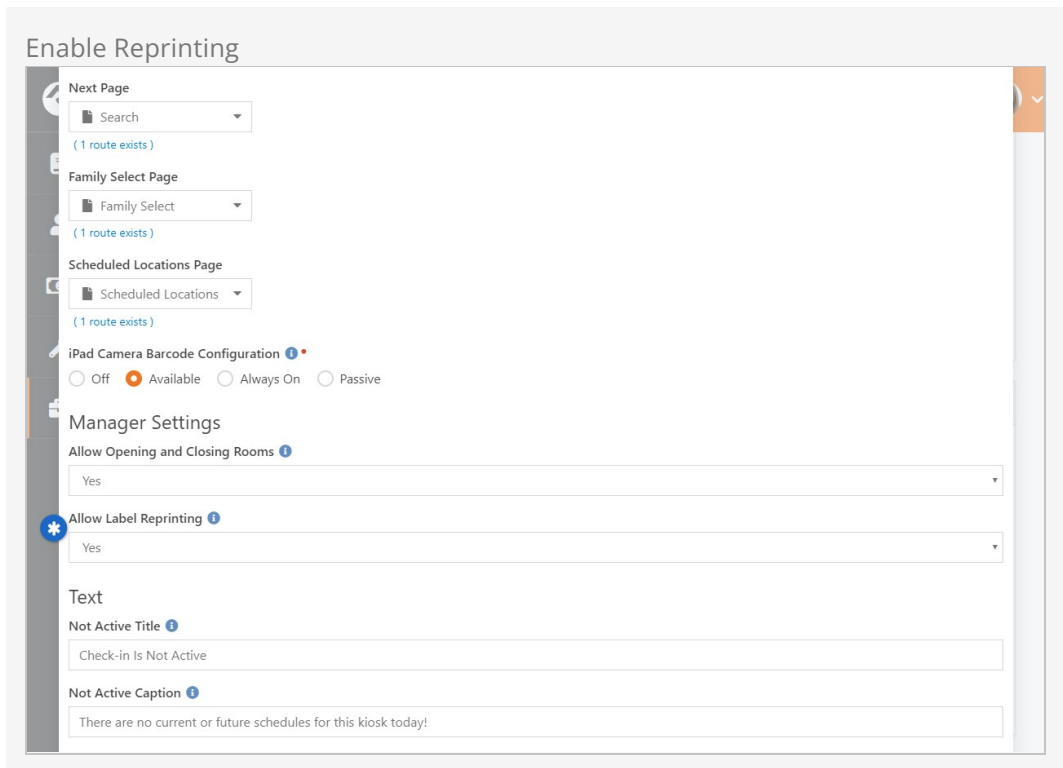 Enable Reprinting
Next Page
Search
( 1 route exists )
Family Select Page
Family Select
( 1 route exists )
Scheduled Locations Page
Scheduled Locations
( 1 route exists )
iPad Camera Barcode Configuration
Off Available Always On Passive
Manager Settings
Allow Opening and Closing Rooms
Yes
Allow Label Reprinting
Yes
Text
Not Active Title
Check-in Is Not Active
Not Active Caption
There are no current or future schedules for this kiosk today!